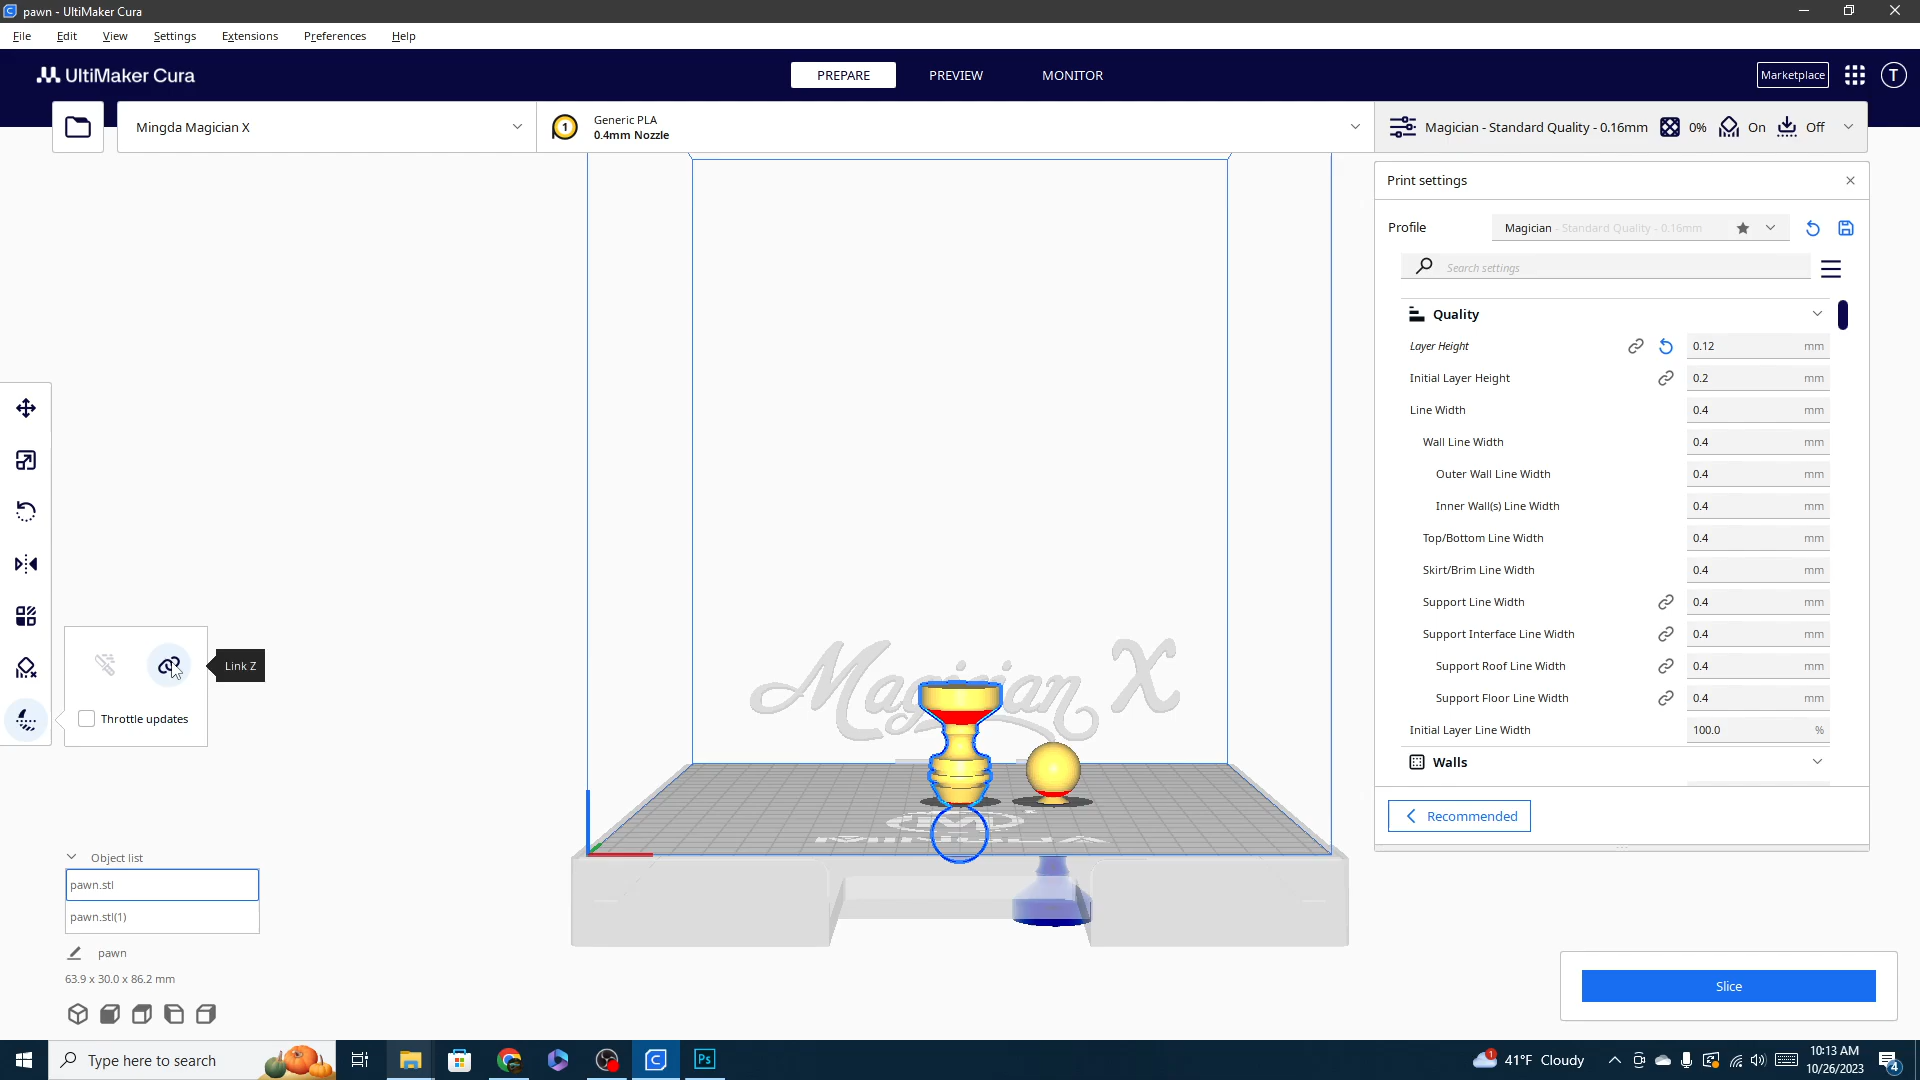 pawn - UltiMaker Cura
File Edit View Settings Extensions Preferences Help
UltiMaker Cura
PREPARE PREVIEW MONITOR
Marketplace
T
Mingda Magician X
1
Generic PLA
0.4mm Nozzle
Magician - Standard Quality - 0.16mm 0% On Off
Print settings
Profile Magician - Standard Quality - 0.16mm
Search settings
Quality
Layer Height 0.12 mm
Initial Layer Height 0.2 mm
Line Width 0.4 mm
Wall Line Width 0.4 mm
Outer Wall Line Width 0.4 mm
Inner Wall(s) Line Width 0.4 mm
Top/Bottom Line Width 0.4 mm
Skirt/Brim Line Width 0.4 mm
Support Line Width 0.4 mm
Support Interface Line Width 0.4 mm
Support Roof Line Width 0.4 mm
Support Floor Line Width 0.4 mm
Initial Layer Line Width 100.0 %
Walls
Recommended
Magician X
Link Z
Throttle updates
Object list
pawn.stl
pawn.stl(1)
pawn
63.9 x 30.0 x 86.2 mm
Slice
Type here to search
Ps
1
41°F Cloudy
10:13 AM
10/26/2023
4